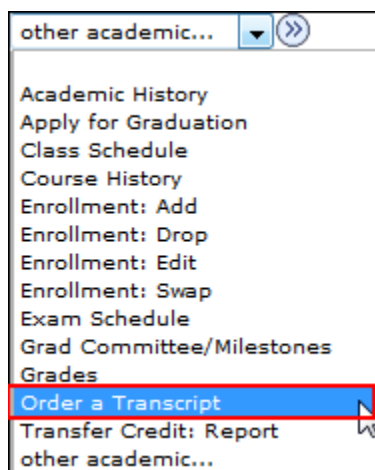 other academic...
Academic History
Apply for Graduation
Class Schedule
Course History
Enrollment: Add
Enrollment: Drop
Enrollment: Edit
Enrollment: Swap
Exam Schedule
Grad Committee/Milestones
Grades
Order a Transcript
Transfer Credit: Report
other academic...